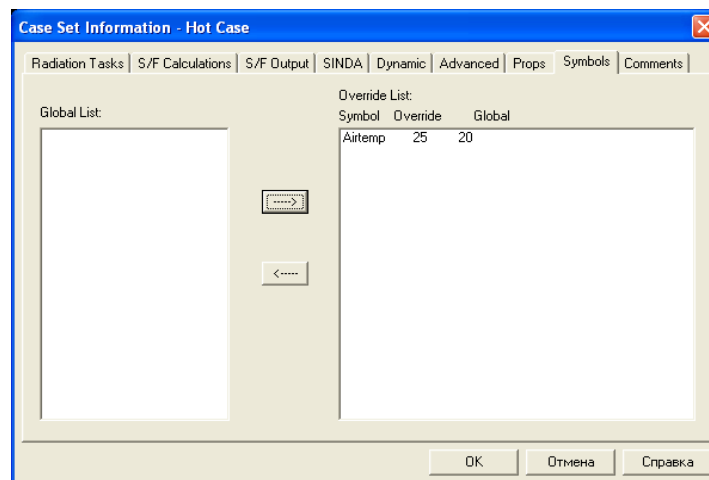 Case Set Information - Hot Case
Radiation Tasks S/F Calculations S/F Output SINDA Dynamic Advanced Props Symbols Comments
Global List:
Override List:
Symbol Override Global
Airtemp 25 20
---->
<----
OK Отмена Справка